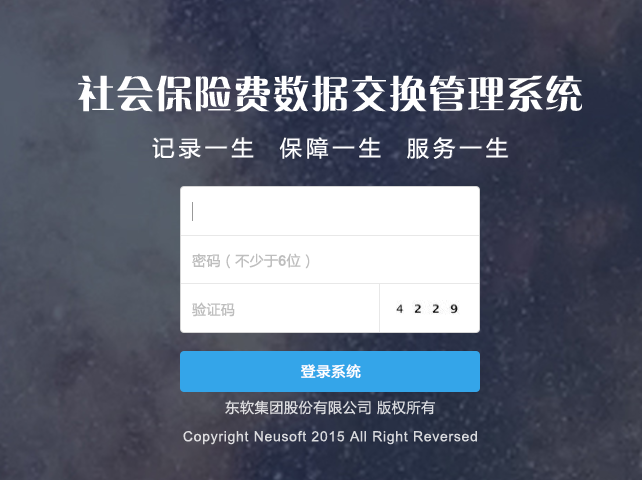 社会保险费数据交换管理系统
记录一生 保障一生 服务一生
密码（不少于6位）
验证码
4 2 2 9
登录系统
东软集团股份有限公司 版权所有
Copyright Neusoft 2015 All Right Reversed